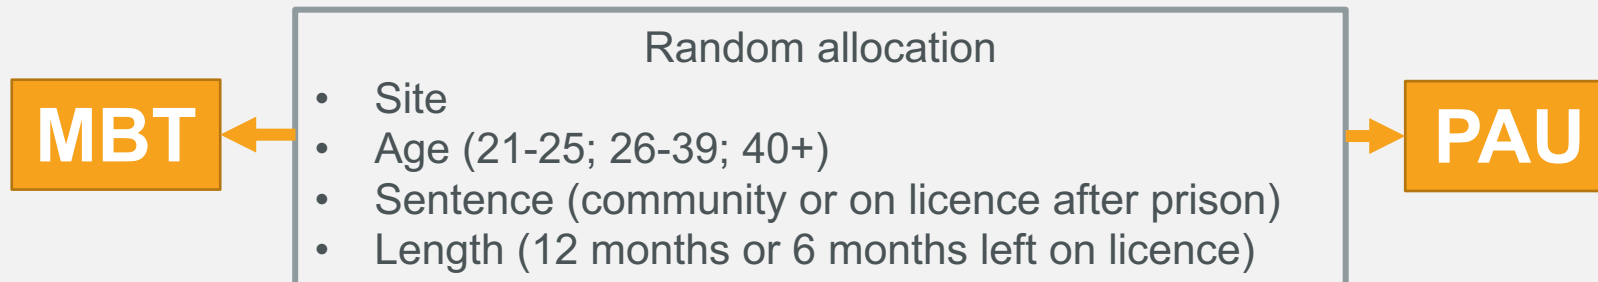 Random allocation
MBT
• Site
• Age (21-25; 26-39; 40+)
• Sentence (community or on licence after prison)
• Length (12 months or 6 months left on licence)
PAU